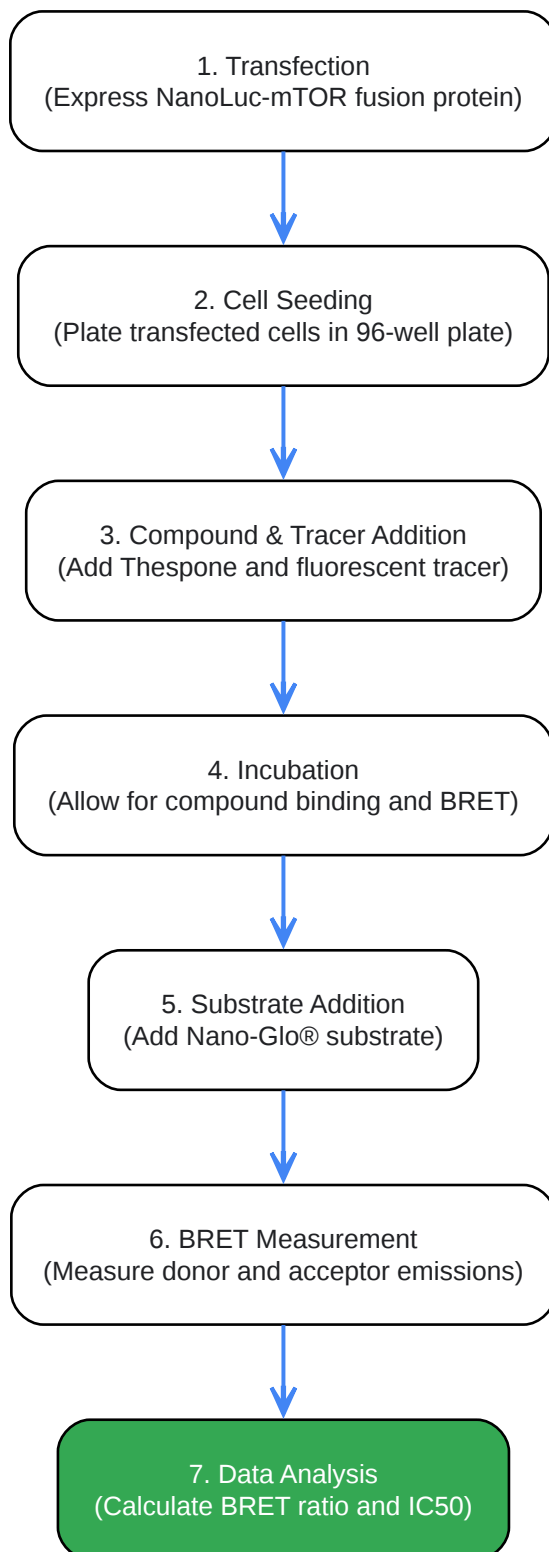 1. Transfection
(Express NanoLuc-mTOR fusion protein)
2. Cell Seeding
(Plate transfected cells in 96-well plate)
3. Compound & Tracer Addition
(Add Thespone and fluorescent tracer)
4. Incubation
(Allow for compound binding and BRET)
5. Substrate Addition
(Add Nano-Glo® substrate)
6. BRET Measurement
(Measure donor and acceptor emissions)
7. Data Analysis
(Calculate BRET ratio and IC50)